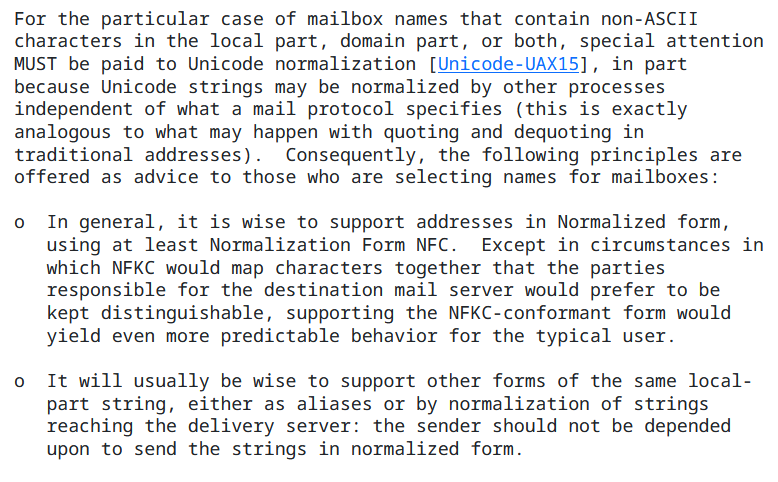 For the particular case of mailbox names that contain non-ASCII
characters in the local part, domain part, or both, special attention
MUST be paid to Unicode normalization [Unicode-UAX15], in part
because Unicode strings may be normalized by other processes
independent of what a mail protocol specifies (this is exactly
analogous to what may happen with quoting and dequoting in
traditional addresses).  Consequently, the following principles are
offered as advice to those who are selecting names for mailboxes:
o  In general, it is wise to support addresses in Normalized form,
using at least Normalization Form NFC.  Except in circumstances in
which NFKC would map characters together that the parties
responsible for the destination mail server would prefer to be
kept distinguishable, supporting the NFKC-conformant form would
yield even more predictable behavior for the typical user.
o  It will usually be wise to support other forms of the same local-
part string, either as aliases or by normalization of strings
reaching the delivery server: the sender should not be depended
upon to send the strings in normalized form.